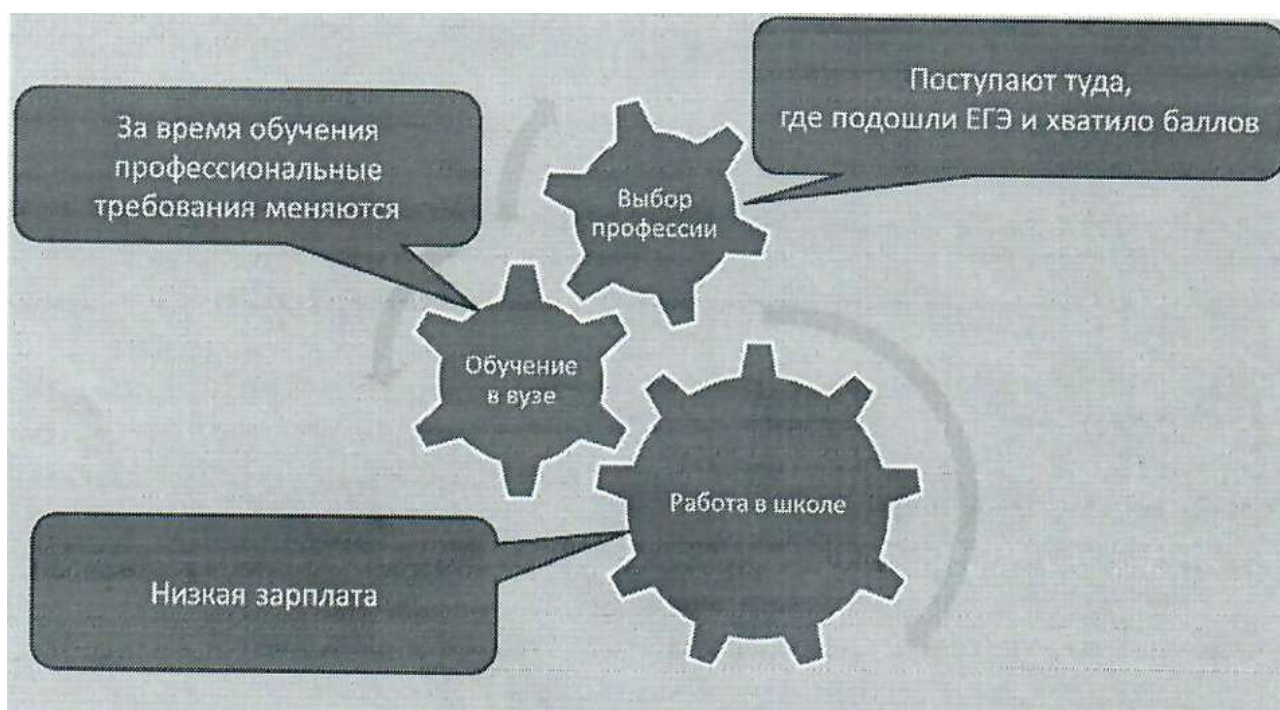 Поступают туда,
где подошли ЕГЭ и хватило баллов
За время обучения
профессиональные
требования меняются
Выбор
профессии
Обучение
в вузе
Работа в школе
Низкая зарплата